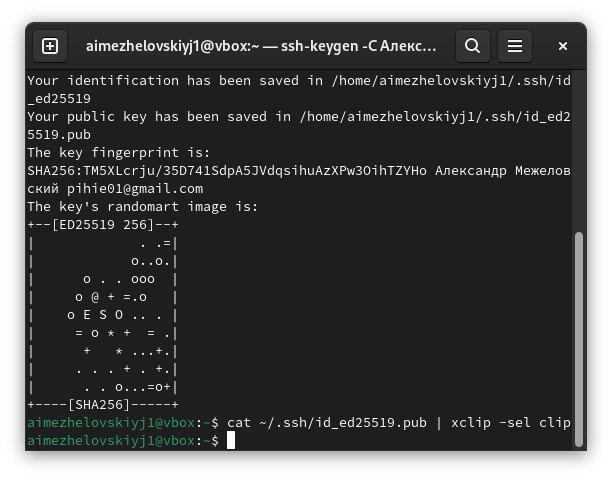 aimezhelovskiyj1@vbox:~ — ssh-keygen -C Алекс…
Your identification has been saved in /home/aimezhelovskiyj1/.ssh/id
_ed25519
Your public key has been saved in /home/aimezhelovskiyj1/.ssh/id_ed2
5519.pub
The key fingerprint is:
SHA256:TM5XLcrju/35D741SdpA5JVdqsihuAzXPw3OihTZYHo Александр Межелов
ский pihie01@gmail.com
The key's randomart image is:
+--[ED25519 256]--+
|             . .=|
|            o..o.|
|      o . . ooo  |
|     o @ + =.o   |
|    o E S O .. . |
|     = o * +  = .|
|      +   * ...+.|
|     . . . + . +.|
|      . . o...=o+|
+----[SHA256]-----+
aimezhelovskiyj1@vbox:~$ cat ~/.ssh/id_ed25519.pub | xclip -sel clip
aimezhelovskiyj1@vbox:~$